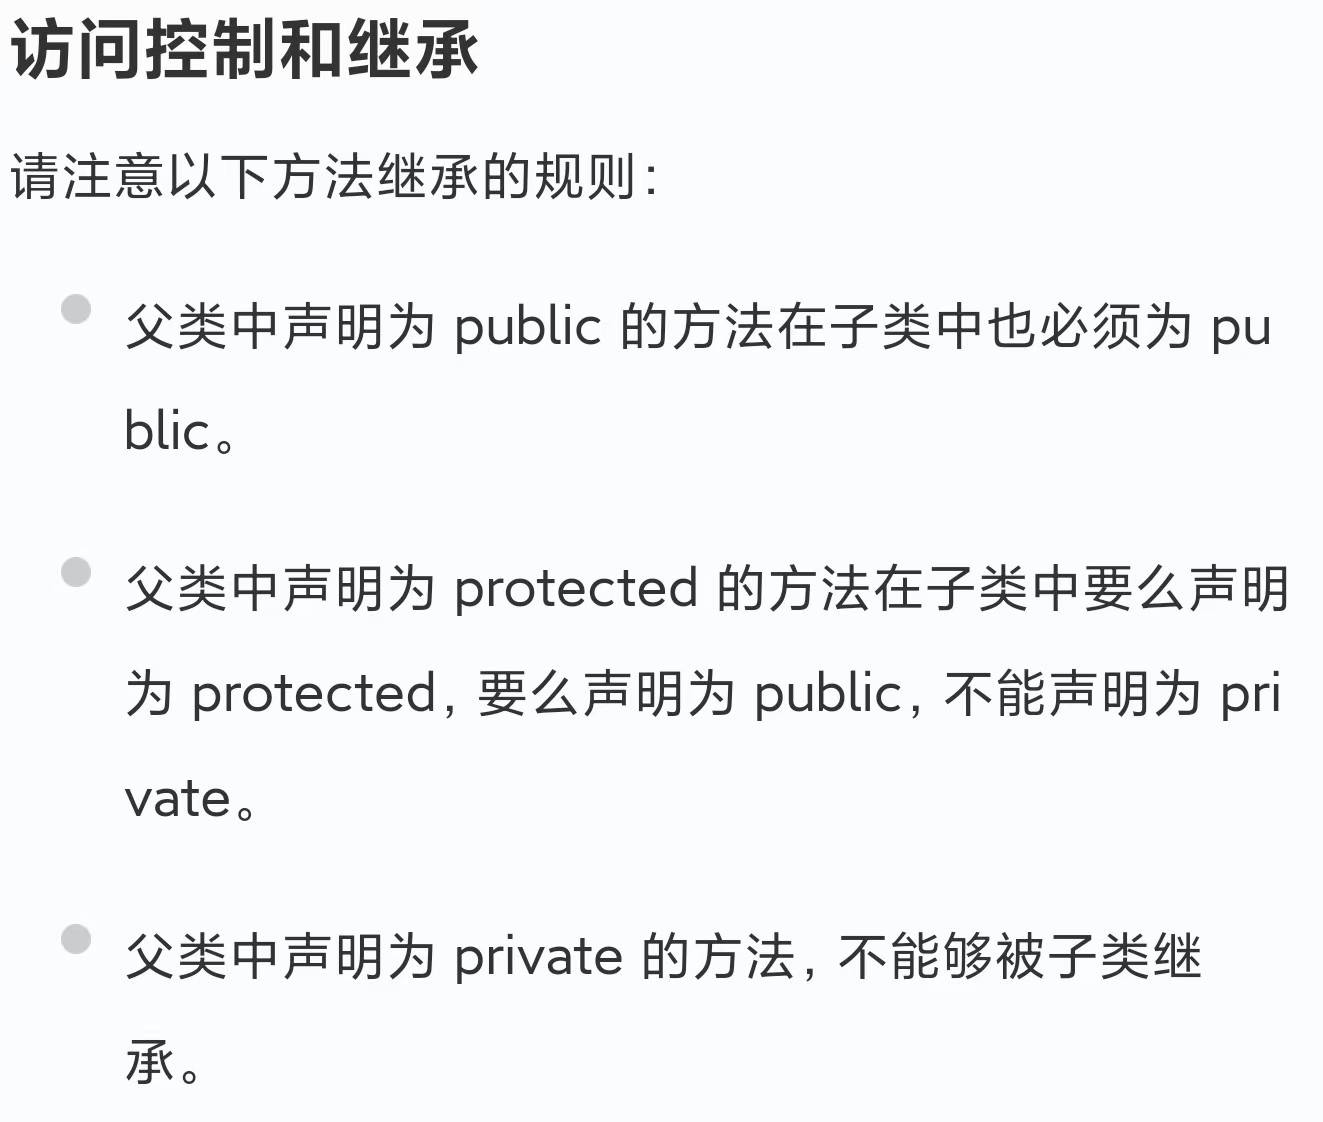 访问控制和继承
请注意以下方法继承的规则：
父类中声明为 public 的方法在子类中也必须为 pu
blic。
父类中声明为 protected 的方法在子类中要么声明
为 protected，要么声明为 public，不能声明为 pri
vate。
父类中声明为 private 的方法，不能够被子类继
承。